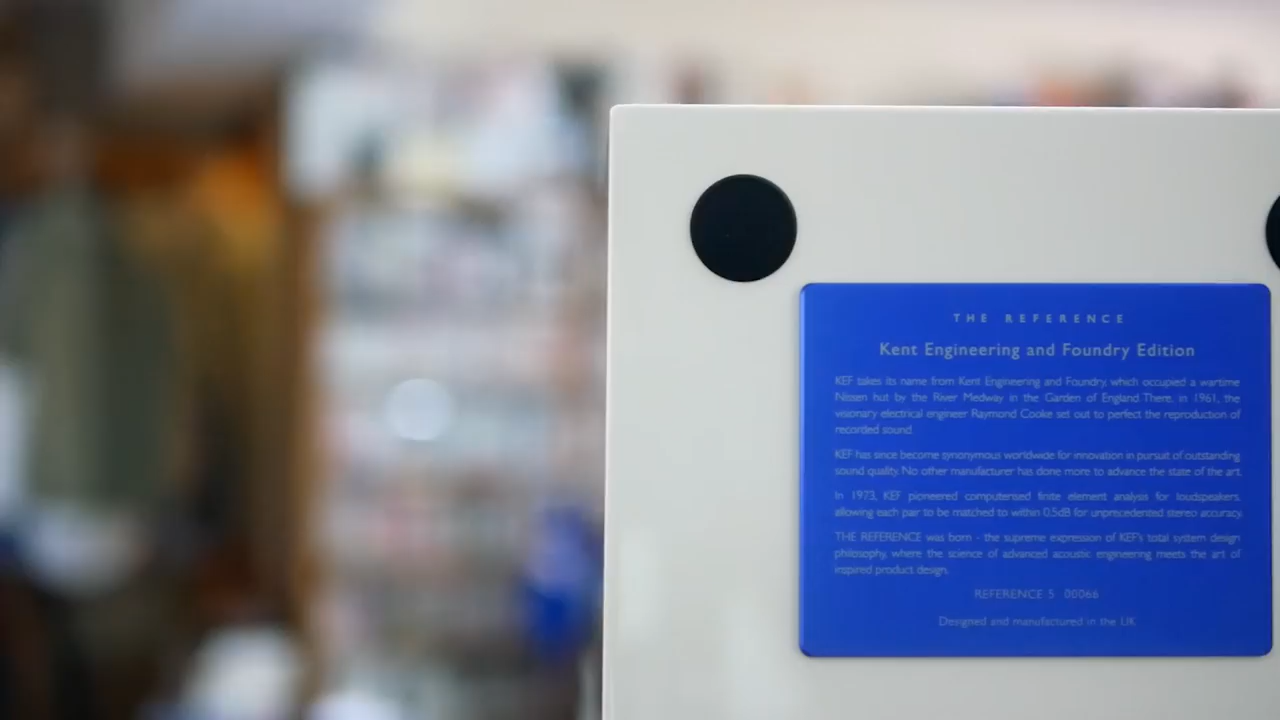 THE REFERENCE
Kent Engineering and Foundry Edition
KEF takes its name from Kent Engineering and Foundry, which occupied a wartime
Nissen hut by the River Medway in the Garden of England. There, in 1961, the
visionary electrical engineer Raymond Cooke set out to perfect the reproduction of
recorded sound.
KEF has since become synonymous worldwide for innovation in pursuit of outstanding
sound quality. No other manufacturer has done more to advance the state of the art.
In 1973, KEF pioneered computerised finite element analysis for loudspeakers,
allowing each pair to be matched to within 0.5dB for unprecedented stereo accuracy.
THE REFERENCE was born - the supreme expression of KEF's total system design
philosophy, where the science of advanced acoustic engineering meets the art of
inspired product design.
REFERENCE 5 00066
Designed and manufactured in the UK